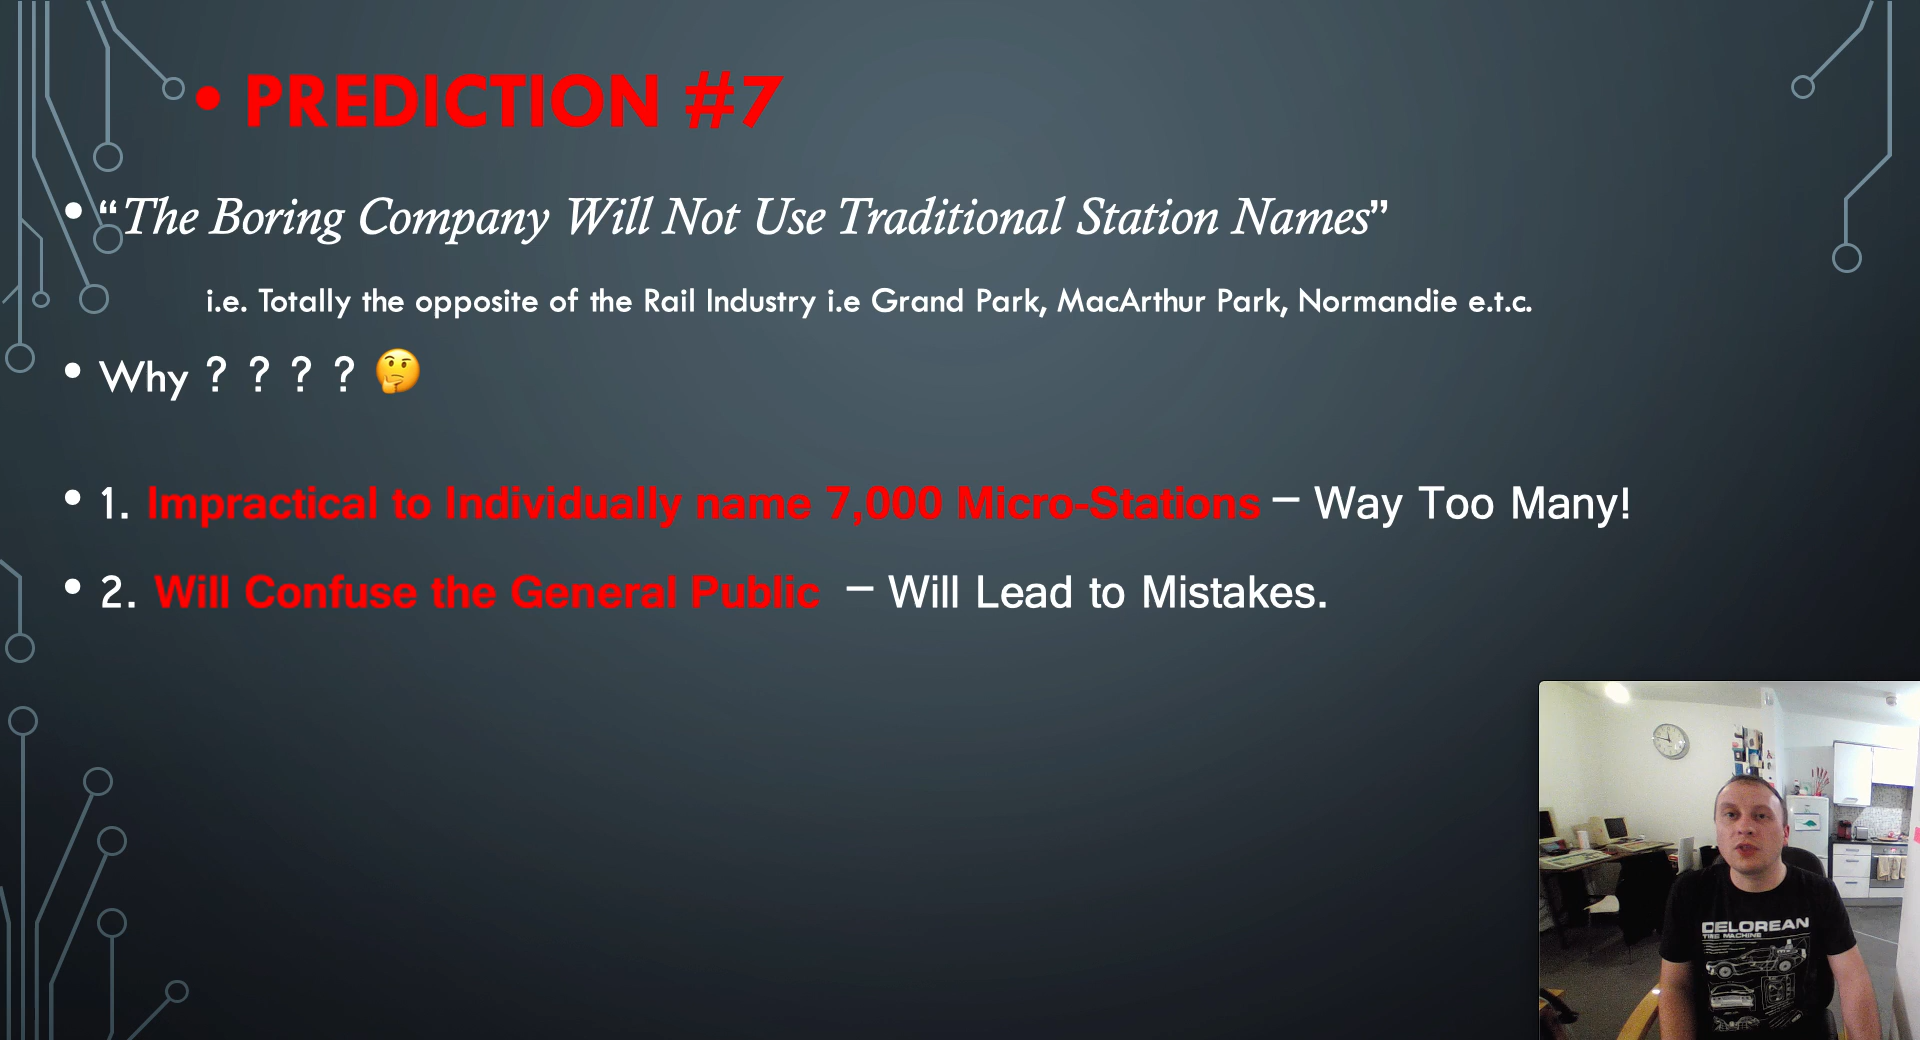 • PREDICTION #7
• “The Boring Company Will Not Use Traditional Station Names”
i.e. Totally the opposite of the Rail Industry i.e Grand Park, MacArthur Park, Normandie e.t.c.
• Why ? ? ? ? 🤔
• 1. Impractical to Individually name 7,000 Micro-Stations – Way Too Many!
• 2. Will Confuse the General Public – Will Lead to Mistakes.
DELOREAN
TIME MACHINE